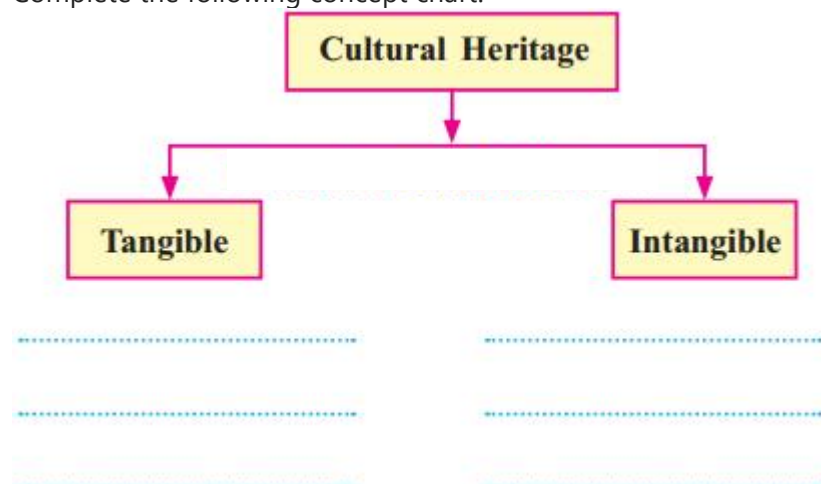 Complete the following concept chart.
Cultural Heritage
Tangible
Intangible